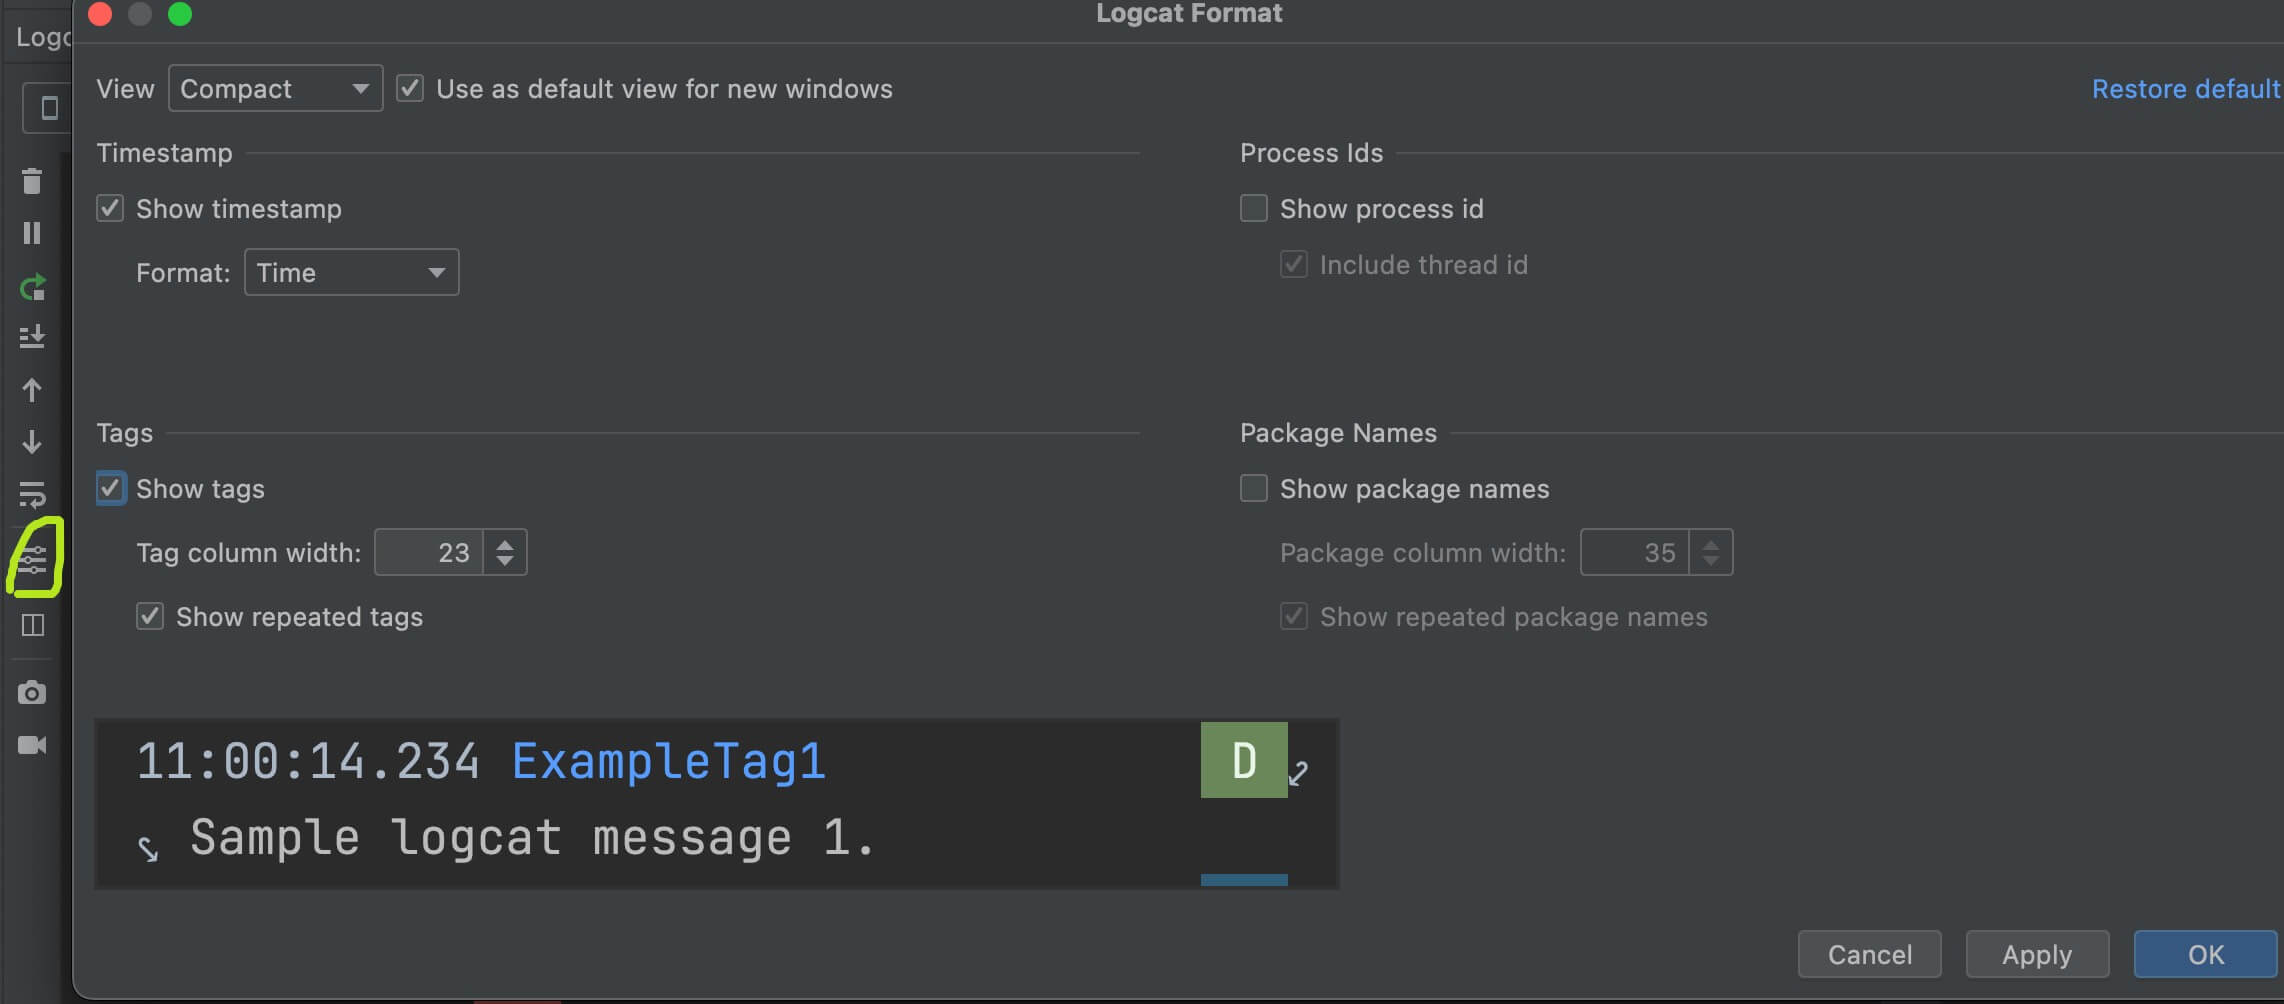 Logcat Format
Logc
View Compact Use as default view for new windows Restore default
Timestamp
Process Ids
Show timestamp
Show process id
Format: Time
Include thread id
Tags
Package Names
Show tags
Show package names
Tag column width: 23
Package column width: 35
Show repeated tags
Show repeated package names
11:00:14.234 ExampleTag1 D
Sample logcat message 1.
Cancel Apply OK